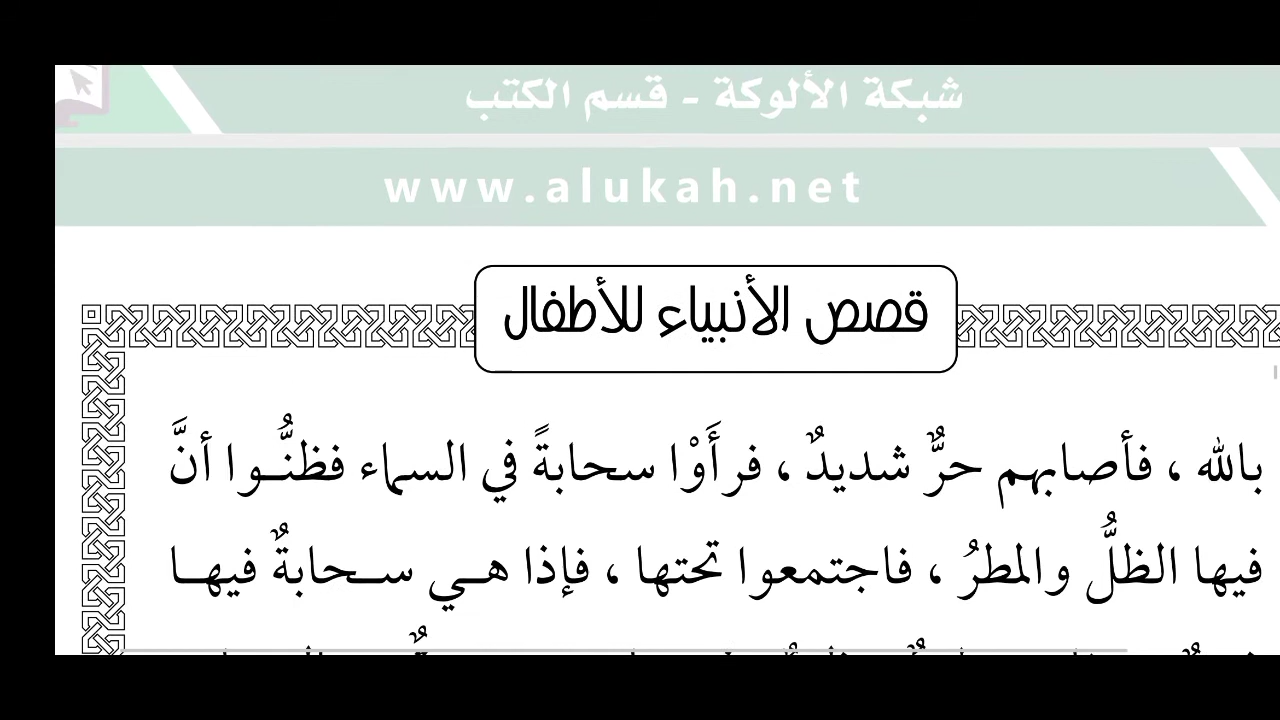 شبكة الألوكة - قسم الكتب
www.alukah.net
قصص الأنبياء للأطفال
بالله ، فأصابهم حرٌّ شديدٌ ، فرأَوْا سحابةً في السماء فظنُّـوا أنَّ
فيها الظلُّ والمطرُ ، فاجتمعوا تحتها ، فإذا هـي سـحابةٌ فيهـا